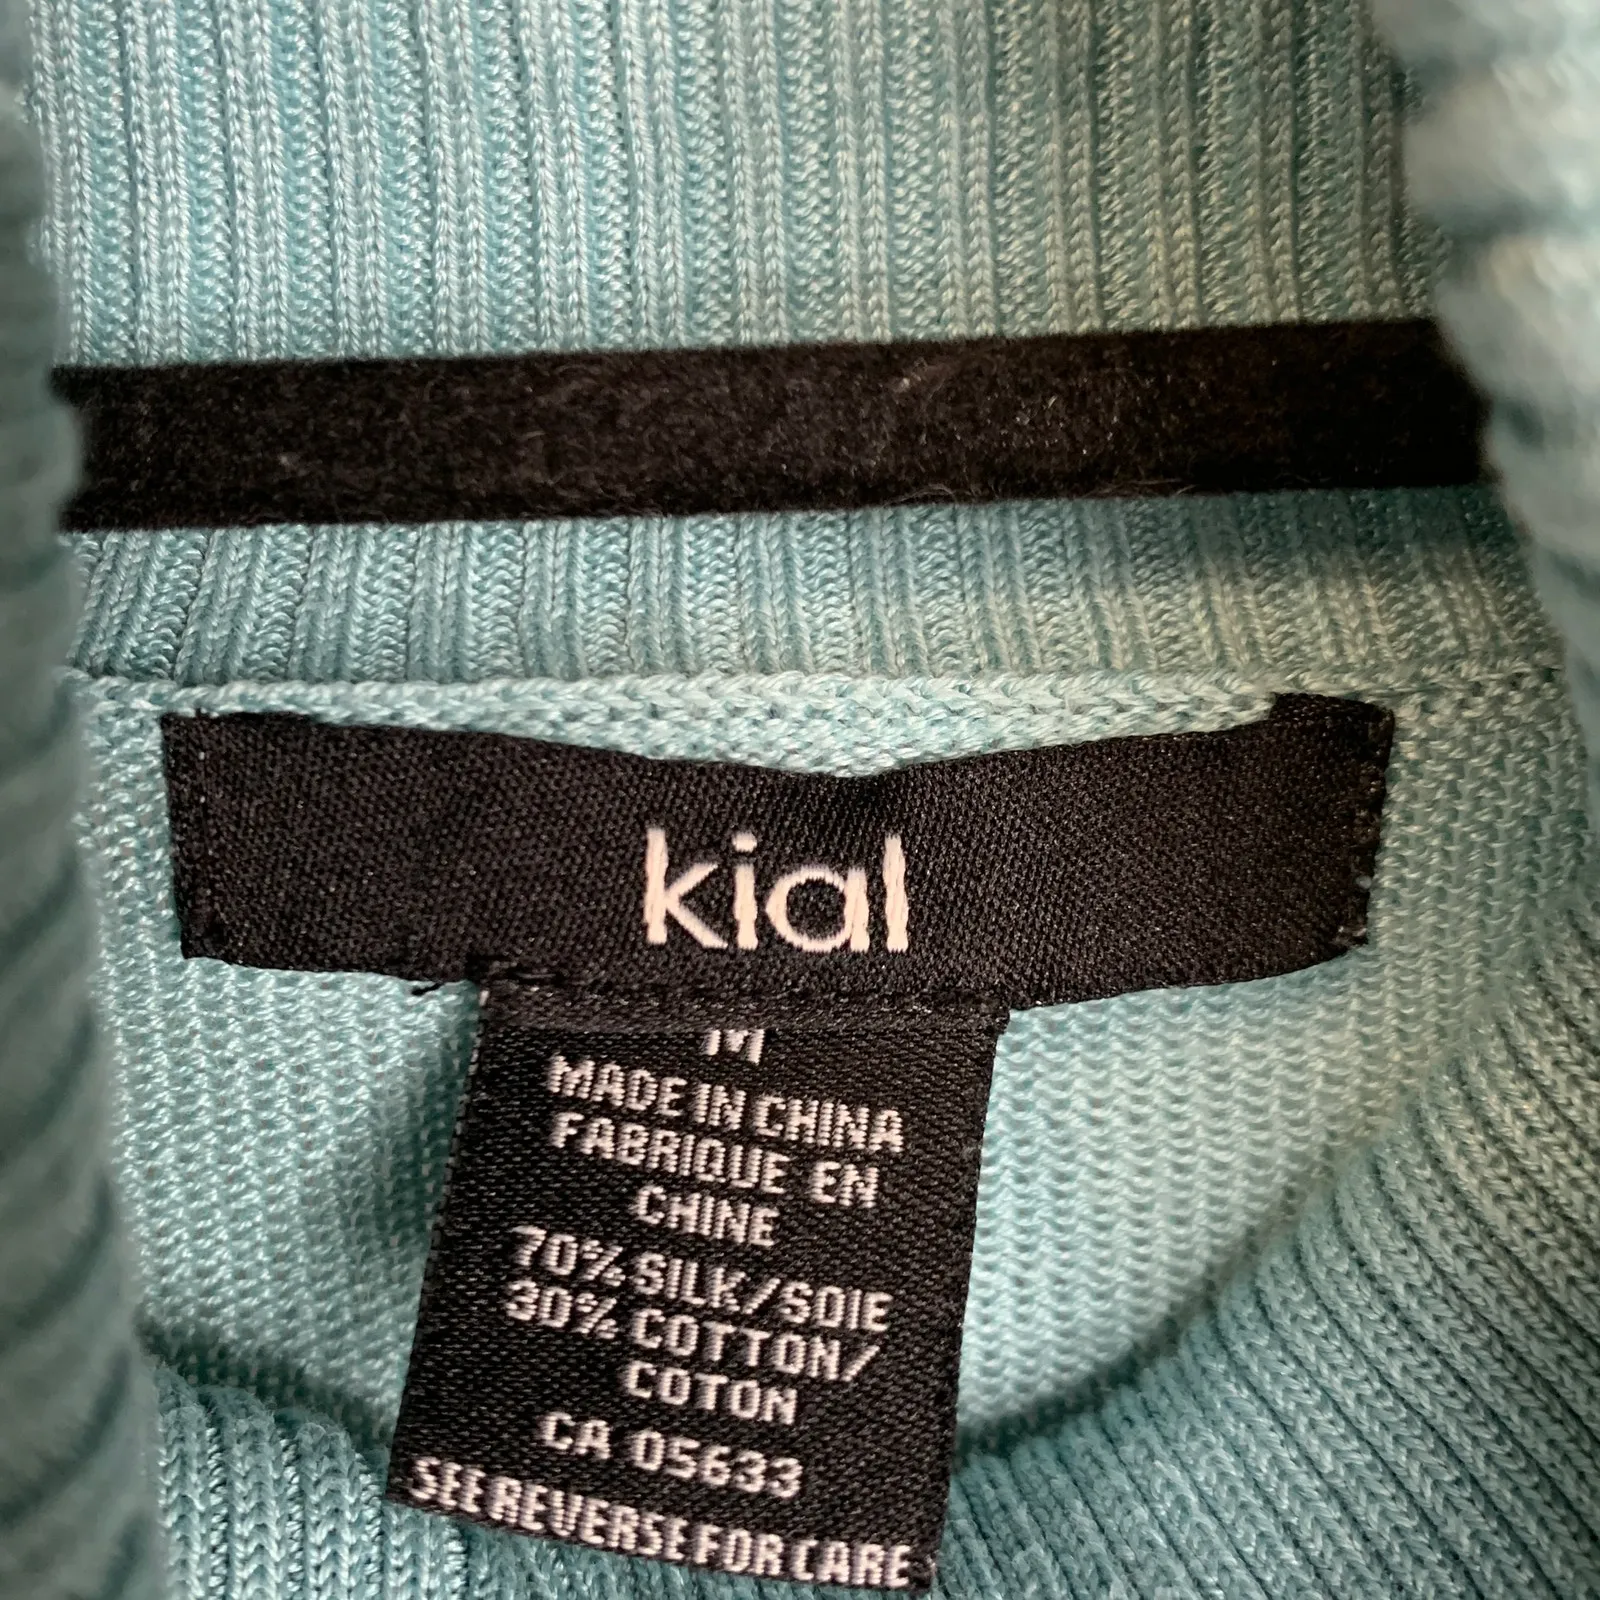 kial
M
MADE IN CHINA
FABRIQUE EN
CHINE
70% SILK/SOIE
30% COTTON/
COTON
CA 05633
SEE REVERSE FOR CARE